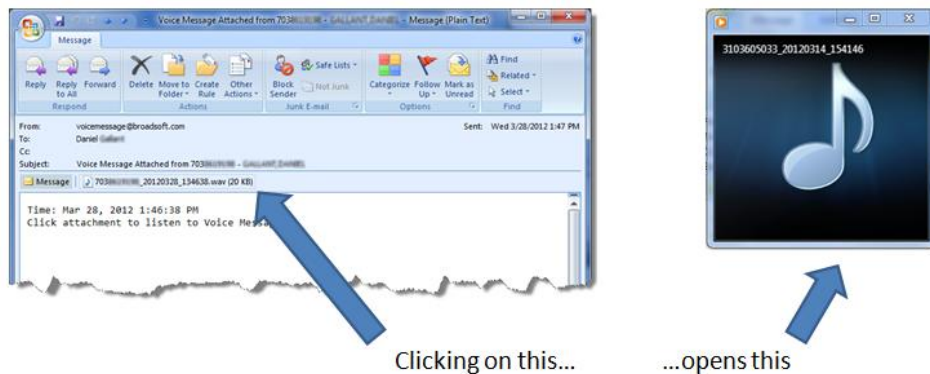 Voice Message Attached from 703 - GALLANT,DANIEL - Message (Plain Text)
Message
Reply
Reply to All
Forward
Respond
Delete
Move to Folder
Create Rule
Other Actions
Actions
Block Sender
Safe Lists
Not Junk
Junk E-mail
Categorize
Follow Up
Mark as Unread
Options
Find
Related
Select
Find
From: voicemessage@broadsoft.com
Sent: Wed 3/28/2012 1:47 PM
To: Daniel Gallant
Cc:
Subject: Voice Message Attached from 703 - GALLANT,DANIEL
Message
703 _20120328_134638.wav (20 KB)
Time: Mar 28, 2012 1:46:38 PM
Click attachment to listen to Voice Mess
3103605033_20120314_154146
Clicking on this...
...opens this